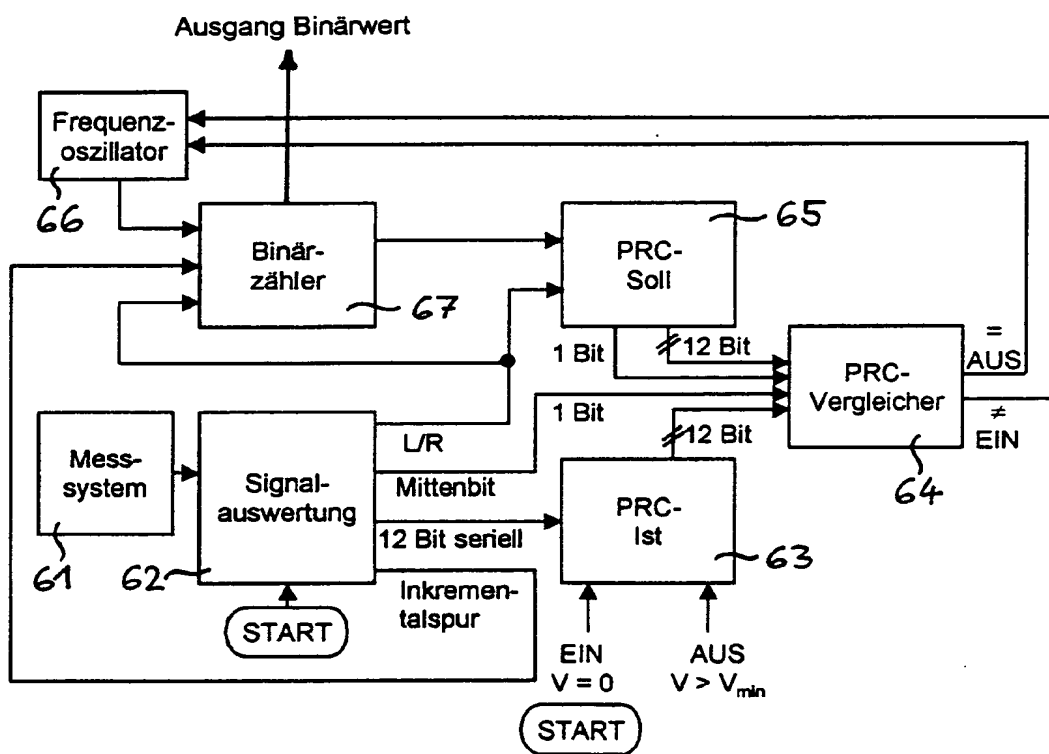 Ausgang Binärwert
Frequenz-
oszillator
66
Binär-
zähler
67
65
PRC-
Soll
1 Bit
12 Bit
=
AUS
PRC-
Vergleicher
≠
EIN
64
1 Bit
12 Bit
L/R
Mittenbit
Mess-
system
61
Signal-
auswertung
62
12 Bit seriell
PRC-
Ist
63
Inkremen-
talspur
START
EIN
V = 0
AUS
V > Vmin
START